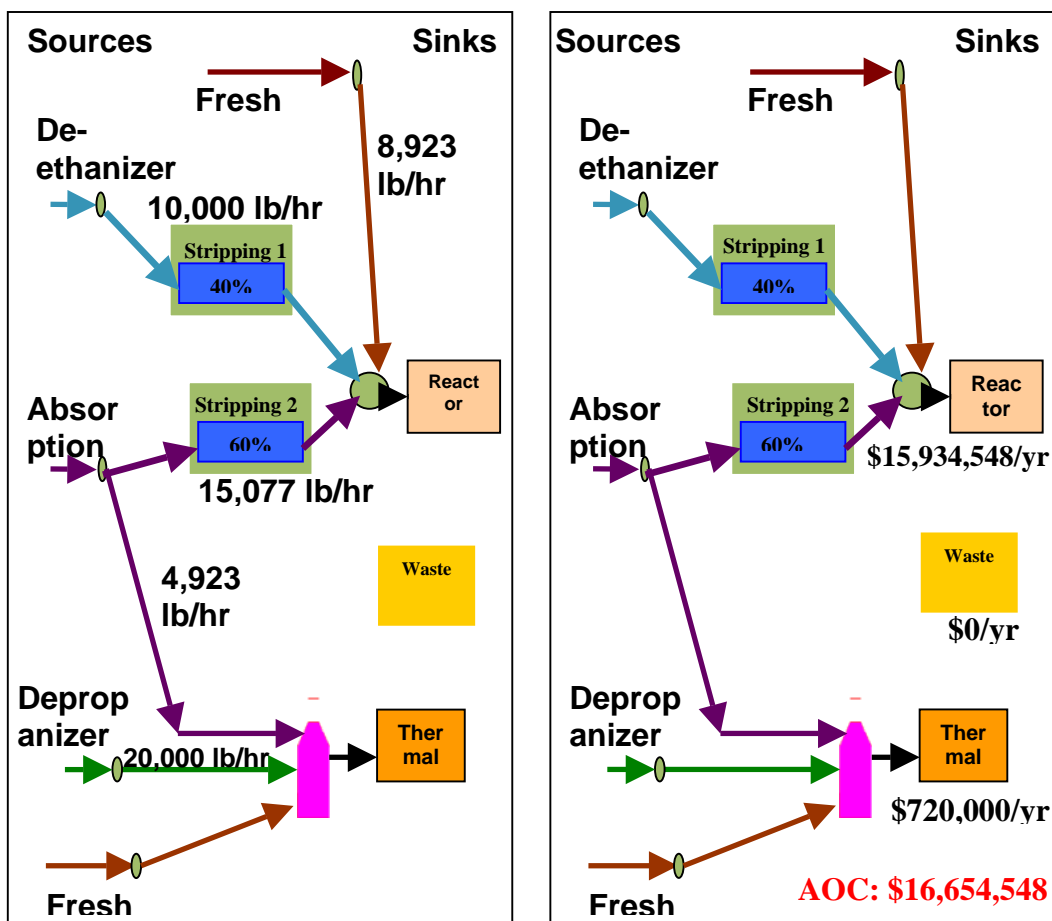 Sources
Sinks
Fresh
De-
ethanizer
8,923
lb/hr
10,000 lb/hr
Stripping 1
40%
React
or
Absor
ption
Stripping 2
60%
15,077 lb/hr
4,923
lb/hr
Waste
Deprop
anizer
20,000 lb/hr
Ther
mal
Fresh
Sources
Sinks
Fresh
De-
ethanizer
Stripping 1
40%
Reac
tor
Absor
ption
Stripping 2
60%
$15,934,548/yr
Waste
$0/yr
Deprop
anizer
Ther
mal
$720,000/yr
Fresh
AOC: $16,654,548